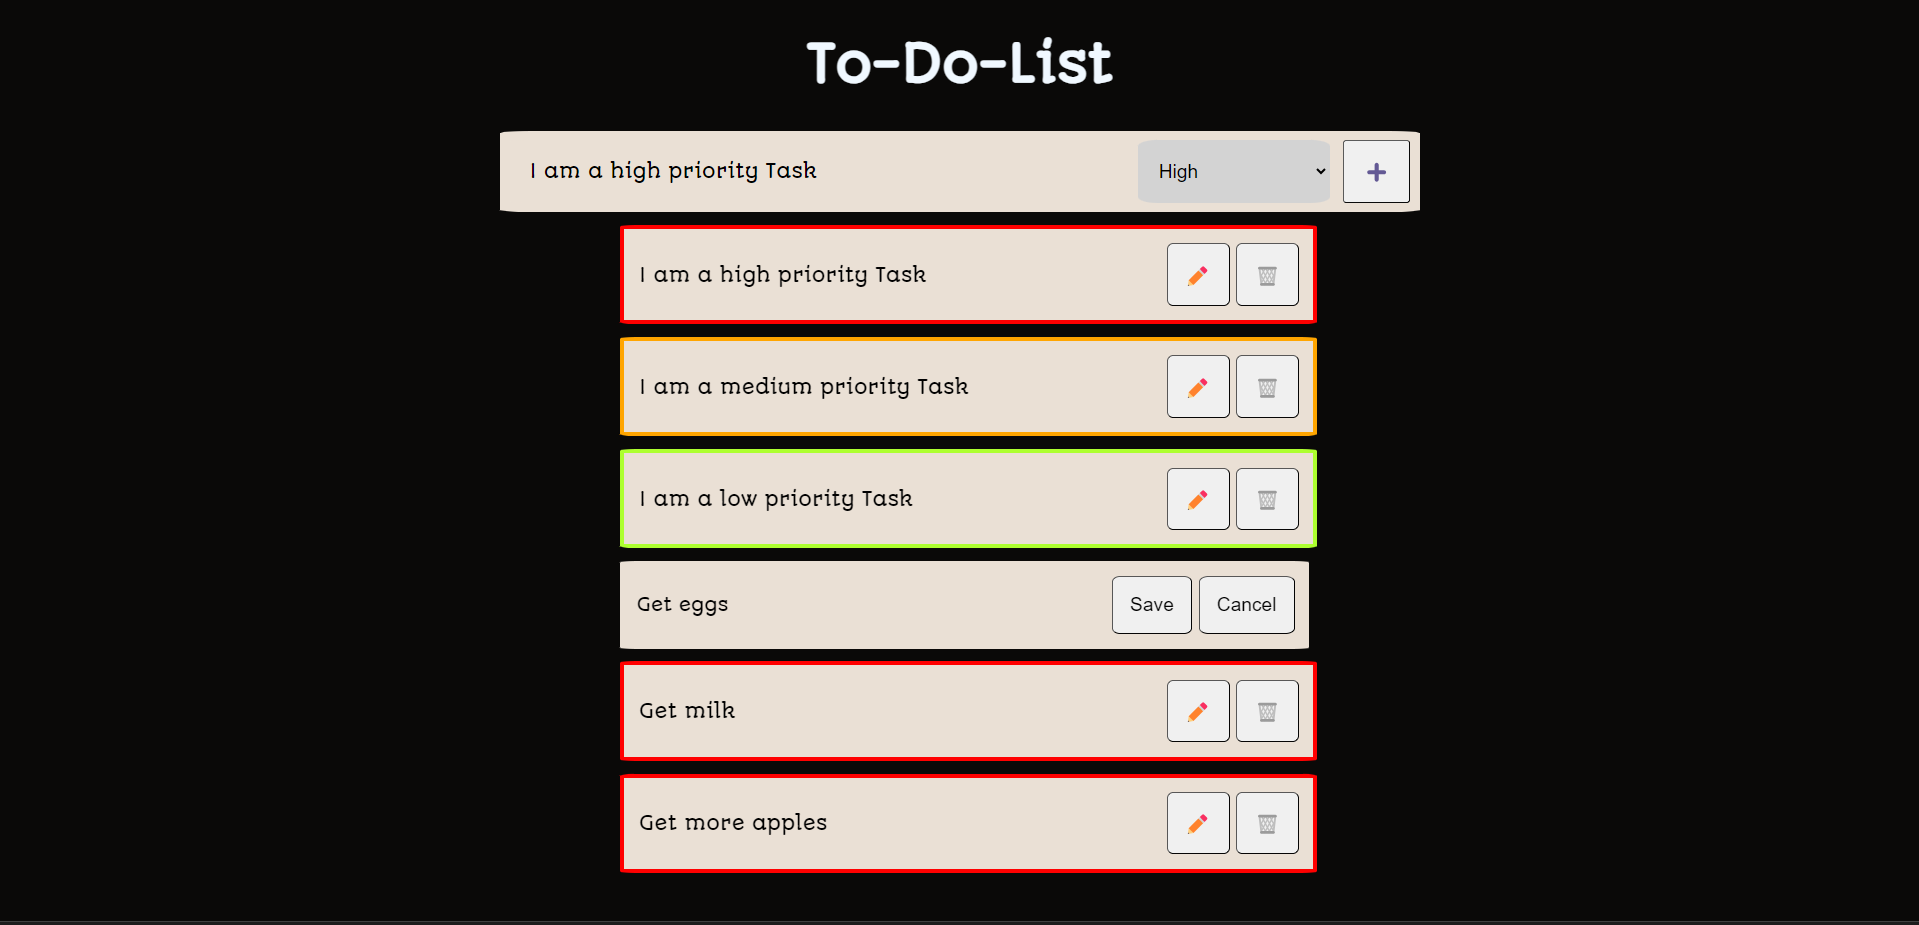 To-Do-List
I am a high priority Task High
I am a high priority Task
I am a medium priority Task
I am a low priority Task
Get eggs Save Cancel
Get milk
Get more apples